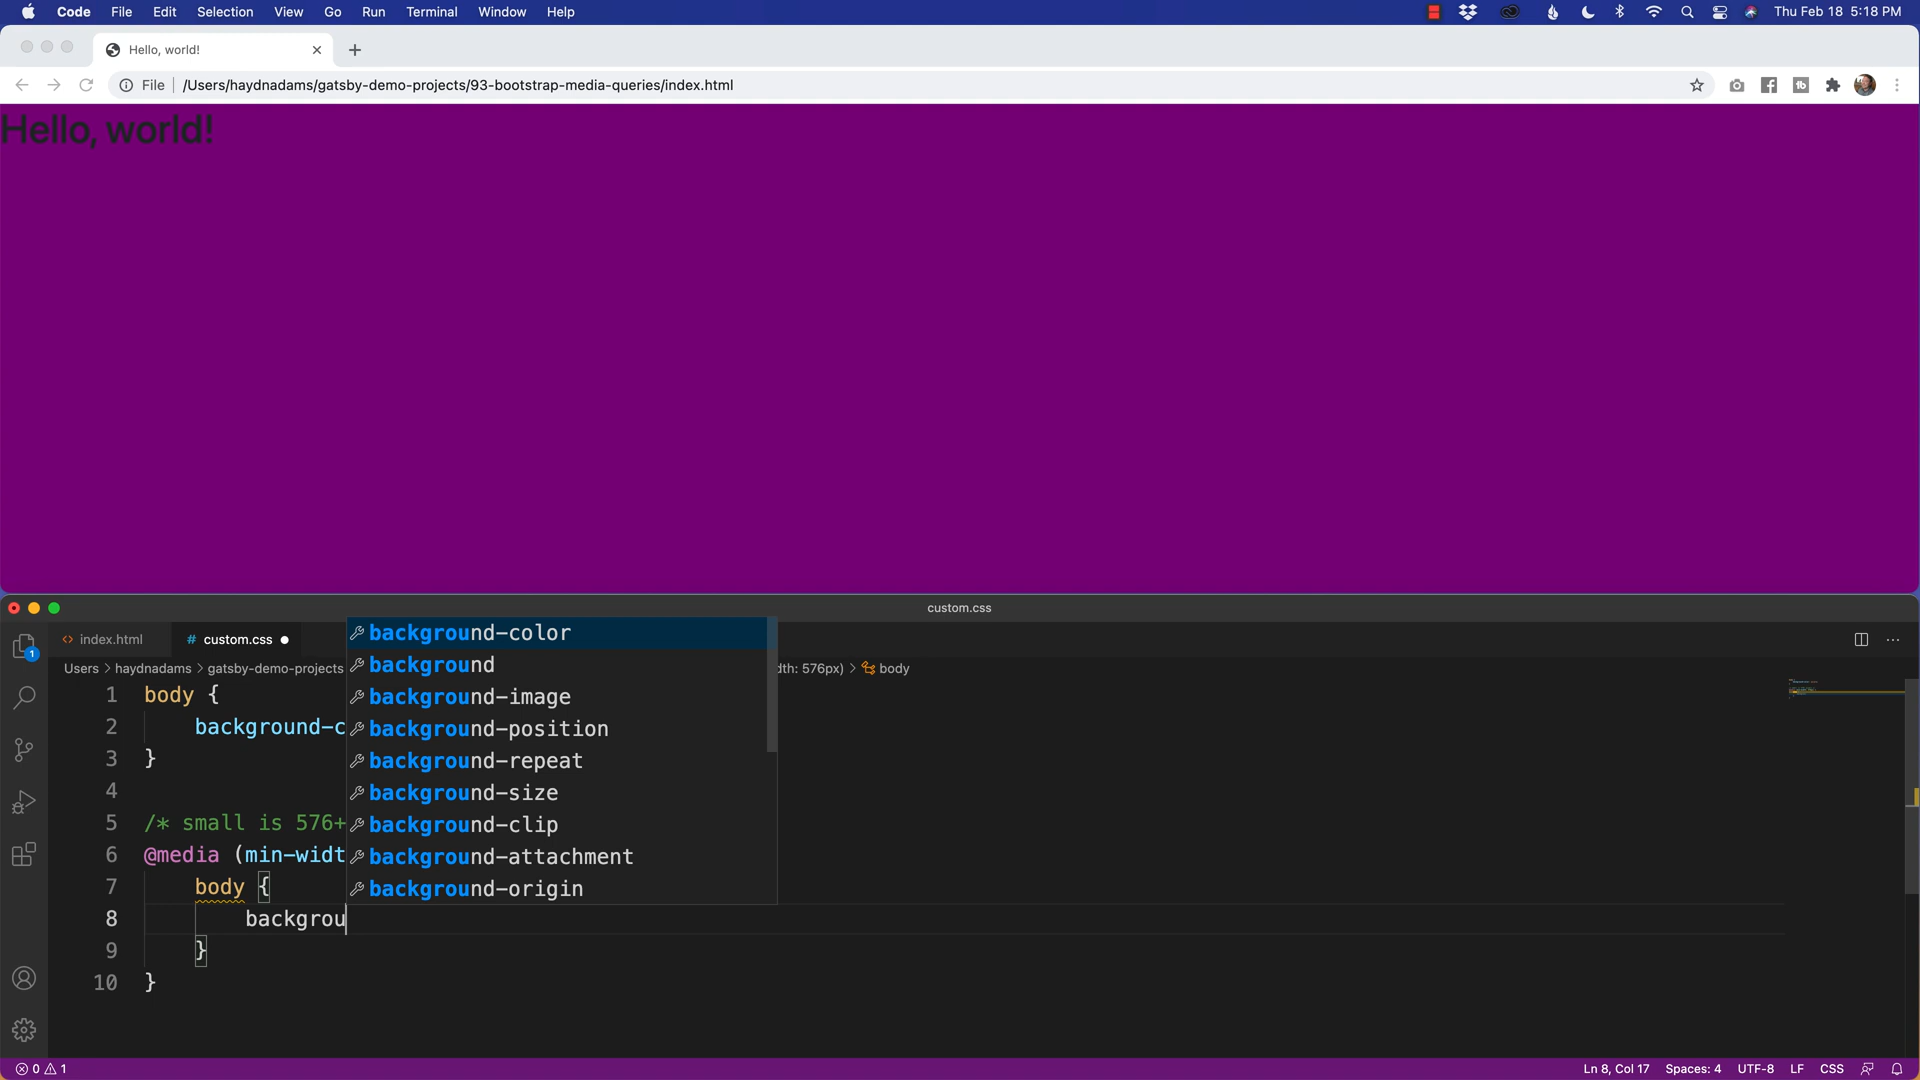 Code File Edit Selection View Go Run Terminal Window Help Thu Feb 18 5:18 PM
Hello, world!
File /Users/haydnadams/gatsby-demo-projects/93-bootstrap-media-queries/index.html
Hello, world!
custom.css
index.html # custom.css
Users > haydnadams > gatsby-demo-projects dth: 576px) > body
1 body {
2 background-c
3 }
4
5 /* small is 576+
6 @media (min-widt
7 body {
8 backgrou
9 }
10 }
background-color
background
background-image
background-position
background-repeat
background-size
background-clip
background-attachment
background-origin
1
0 1 Ln 8, Col 17 Spaces: 4 UTF-8 LF CSS